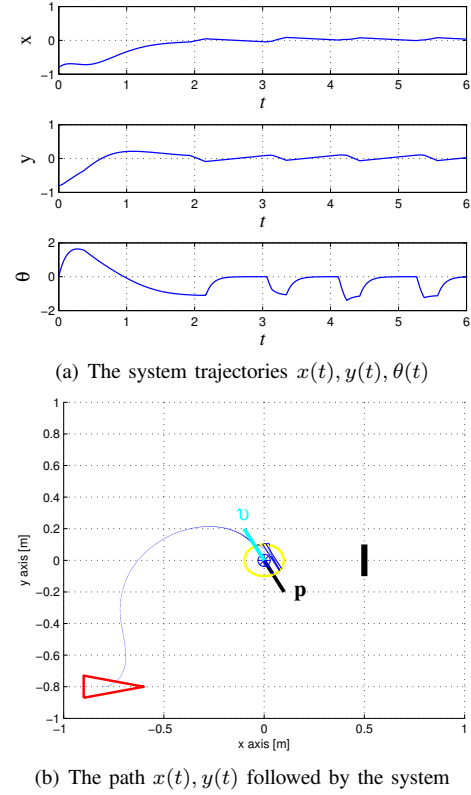 1
0
−1
x
0 1 2 3 4 5 6
t
1
0
−1
y
0 1 2 3 4 5 6
t
2
0
−2
θ
0 1 2 3 4 5 6
t
(a) The system trajectories x(t), y(t), θ(t)
1
0.8
0.6
0.4
0.2
0
−0.2
−0.4
−0.6
−0.8
−1
y axis [m]
υ
p
−1 −0.5 0 0.5 1
x axis [m]
(b) The path x(t), y(t) followed by the system